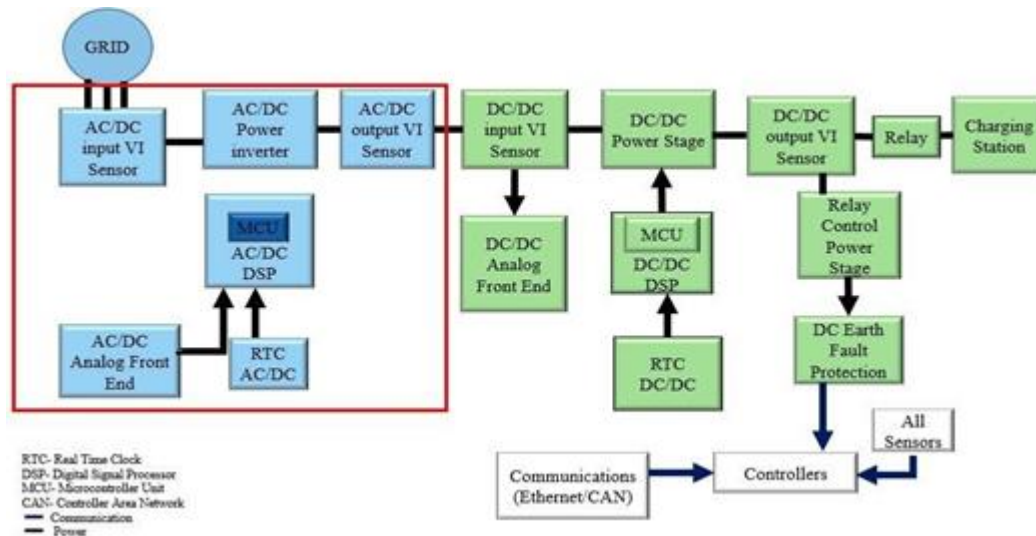 GRID
AC/DC
input VI
Sensor
AC/DC
Power
inverter
AC/DC
output VI
Sensor
DC/DC
input VI
Sensor
DC/DC
Power Stage
DC/DC
output VI
Sensor
Relay
Charging
Station
MCU
AC/DC
DSP
DC/DC
Analog
Front End
MCU
DC/DC
DSP
Relay
Control
Power
Stage
AC/DC
Analog Front
End
RTC
AC/DC
RTC
DC/DC
DC Earth
Fault
Protection
All
Sensors
Communications
(Ethernet/CAN)
Controllers
RTC- Real Time Clock
DSP- Digital Signal Processor
MCU- Microcontroller Unit
CAN- Controller Area Network
Communication
Power